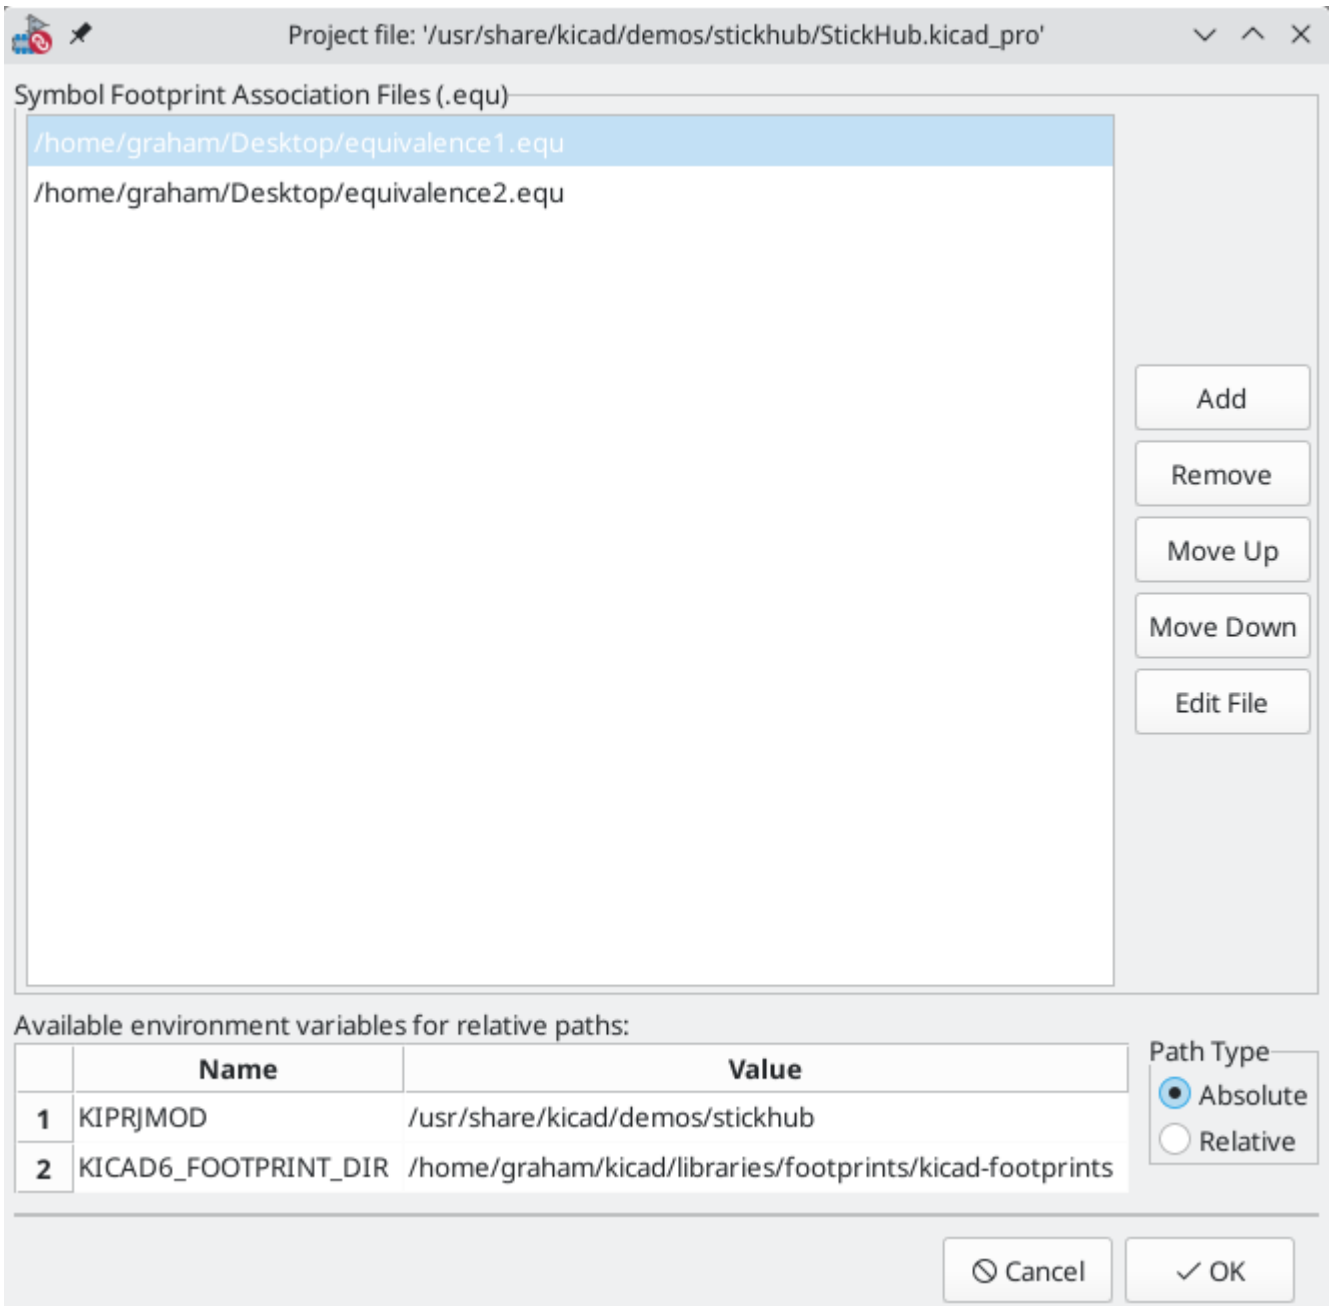 Project file: '/usr/share/kicad/demos/stickhub/StickHub.kicad_pro'
Symbol Footprint Association Files (.equ)
/home/graham/Desktop/equivalence1.equ
/home/graham/Desktop/equivalence2.equ
Add
Remove
Move Up
Move Down
Edit File
Available environment variables for relative paths:
Name Value
1 KIPRJMOD /usr/share/kicad/demos/stickhub
2 KICAD6_FOOTPRINT_DIR /home/graham/kicad/libraries/footprints/kicad-footprints
Path Type
Absolute
Relative
Cancel OK